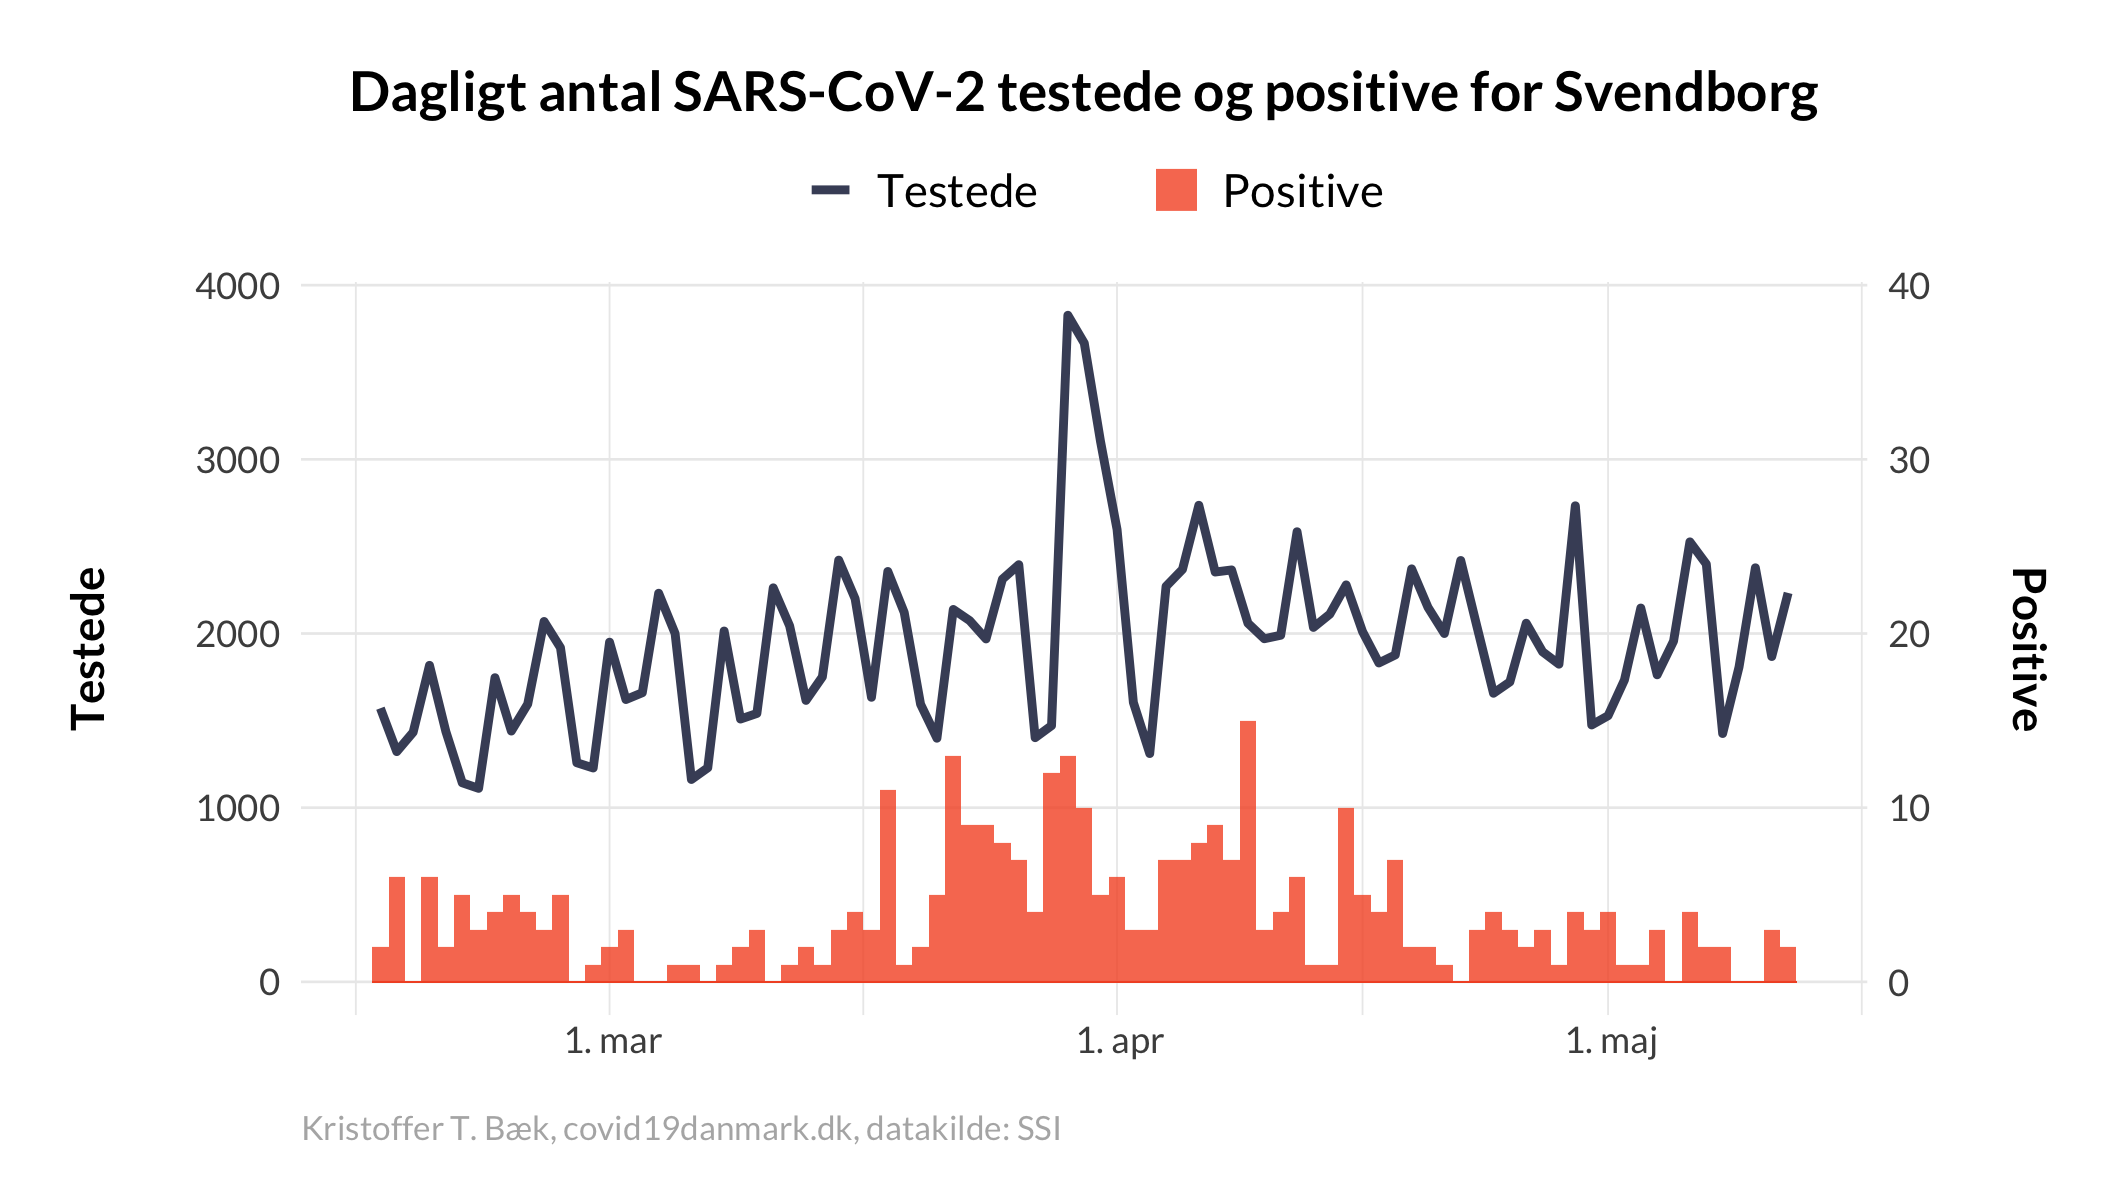 Dagligt antal SARS-CoV-2 testede og positive for Svendborg
Testede
Positive
4000
3000
2000
1000
0
40
30
20
10
0
Testede
Positive
1. mar
1. apr
1. maj
Kristoffer T. Bæk, covid19danmark.dk, datakilde: SSI